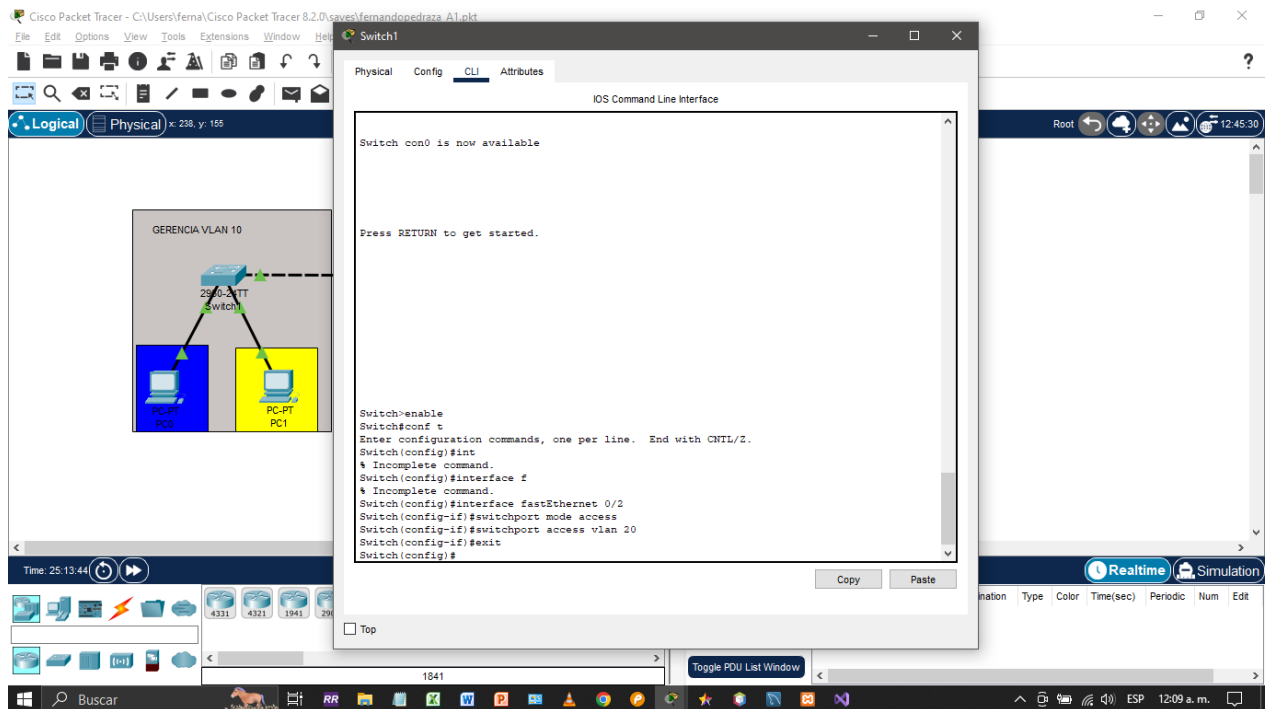 Cisco Packet Tracer - C:\Users\ferna\Cisco Packet Tracer 8.2.0\saves\fernandopedraza_A1.pkt
File Edit Options View Tools Extensions Window Help
Switch1
?
Physical Config CLI Attributes
IOS Command Line Interface
Logical Physical x: 238, y: 155
Root 12:45:30
Switch con0 is now available
Press RETURN to get started.
GERENCIA VLAN 10
2960-24TT
Switch1
PC-PT
PC0
PC-PT
PC1
Switch>enable
Switch#conf t
Enter configuration commands, one per line. End with CNTL/Z.
Switch(config)#int
% Incomplete command.
Switch(config)#interface f
% Incomplete command.
Switch(config)#interface fastEthernet 0/2
Switch(config-if)#switchport mode access
Switch(config-if)#switchport access vlan 20
Switch(config-if)#exit
Switch(config)#
Copy Paste
Top
Time: 25:13:44
Realtime Simulation
4331 4321 1941 290
ination Type Color Time(sec) Periodic Num Edit
1841
Toggle PDU List Window
Buscar
ESP 12:09 a. m.